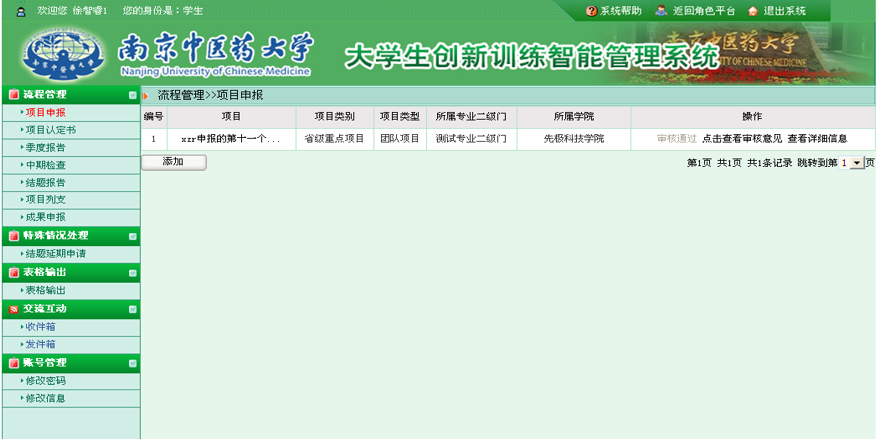 欢迎您 徐智睿1 您的身份是：学生
系统帮助 返回角色平台 退出系统
南京中医药大学
Nanjing University of Chinese Medicine
大学生创新训练智能管理系统
南京中医药大学
UNIVERSITY OF CHINESE MEDICINE
流程管理
项目申报
项目认定书
季度报告
中期检查
结题报告
项目列支
成果申报
特殊情况处理
结题延期申请
表格输出
表格输出
交流互动
收件箱
发件箱
账号管理
修改密码
修改信息
流程管理>>项目申报
编号 项目 项目类别 项目类型 所属专业二级门 所属学院 操作
1 xzr申报的第十一个... 省级重点项目 团队项目 测试专业二级门 先极科技学院 审核通过 点击查看审核意见 查看详细信息
添加
第1页 共1页 共1条记录 跳转到第 1 页